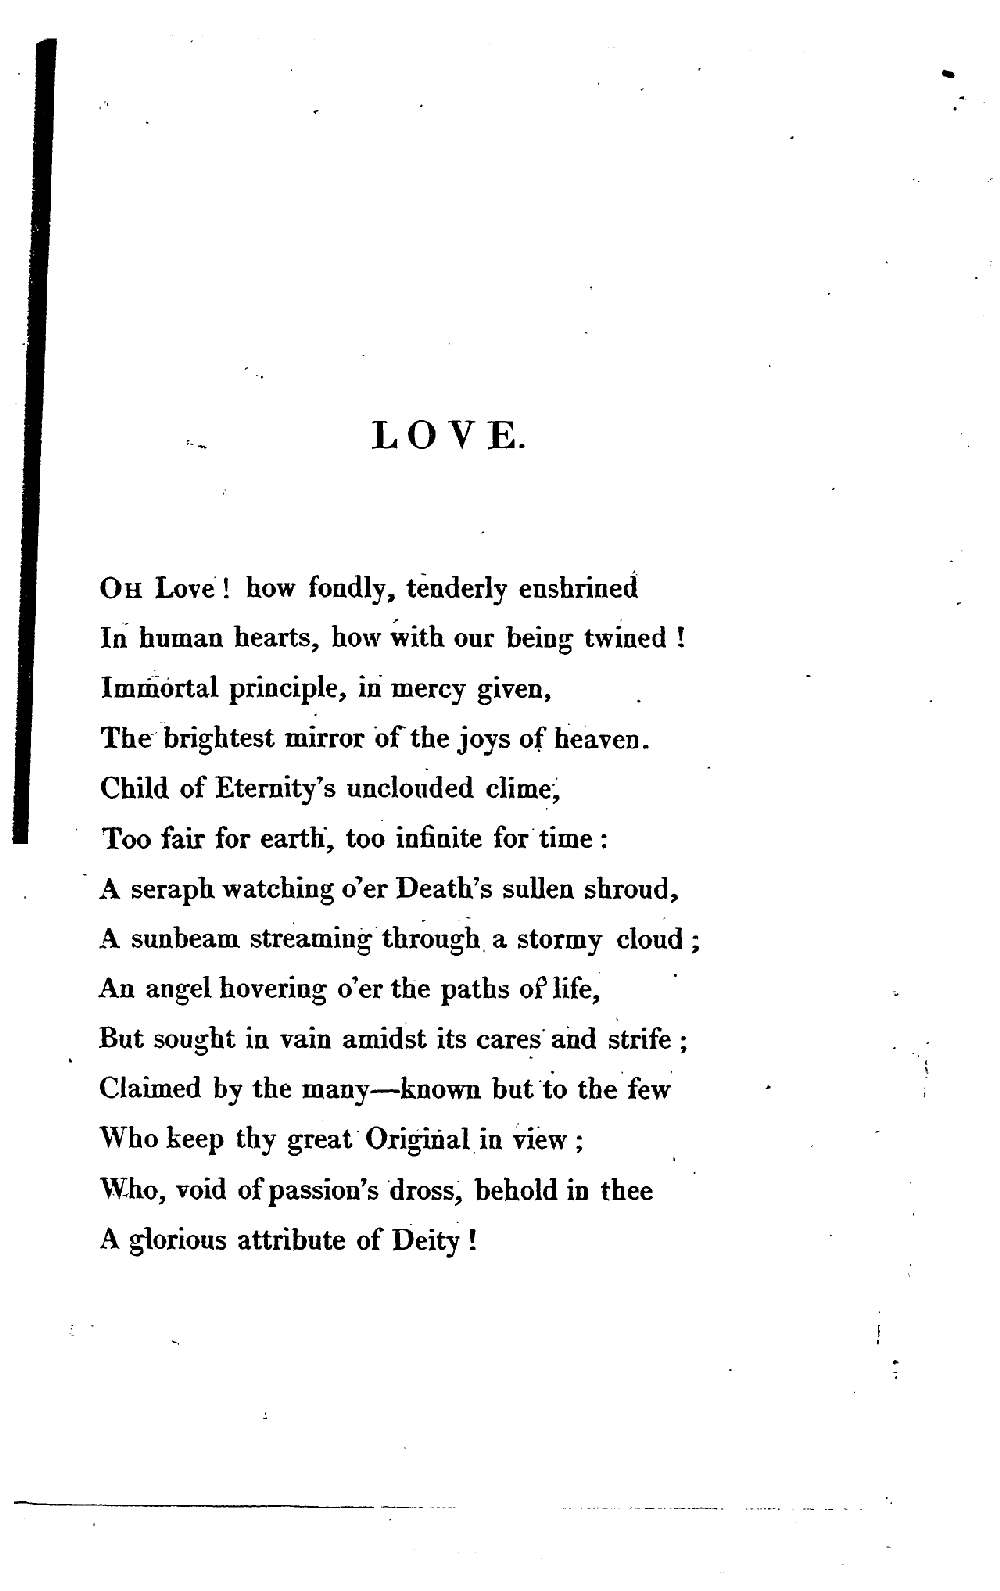 LOVE.
OH Love! how fondly, tenderly enshrined
In human hearts, how with our being twined!
Immortal principle, in mercy given,
The brightest mirror of the joys of heaven.
Child of Eternity's unclouded clime,
Too fair for earth, too infinite for time:
A seraph watching o'er Death's sullen shroud,
A sunbeam streaming through a stormy cloud;
An angel hovering o'er the paths of life,
But sought in vain amidst its cares and strife;
Claimed by the many—known but to the few
Who keep thy great Original in view;
Who, void of passion's dross, behold in thee
A glorious attribute of Deity!